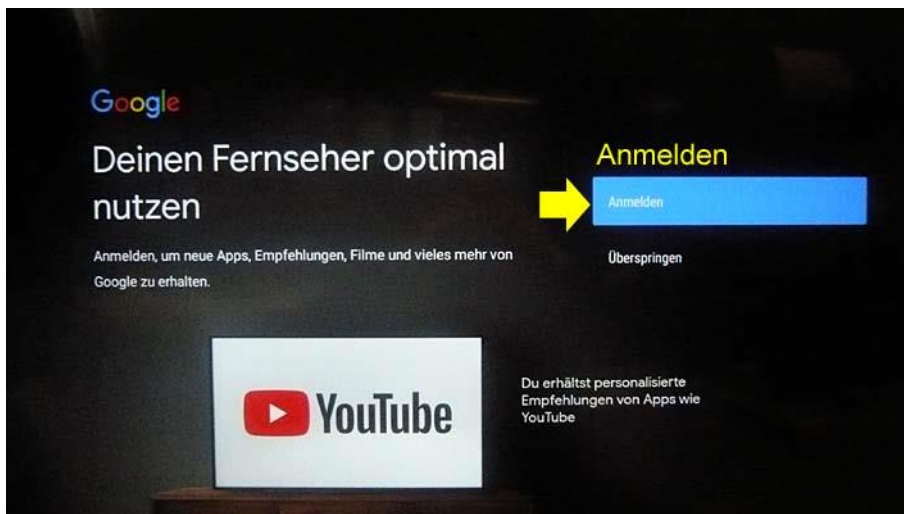 Google
Deinen Fernseher optimal
nutzen
Anmelden, um neue Apps, Empfehlungen, Filme und vieles mehr von
Google zu erhalten.
Anmelden
Anmelden
Überspringen
YouTube
Du erhältst personalisierte
Empfehlungen von Apps wie
YouTube